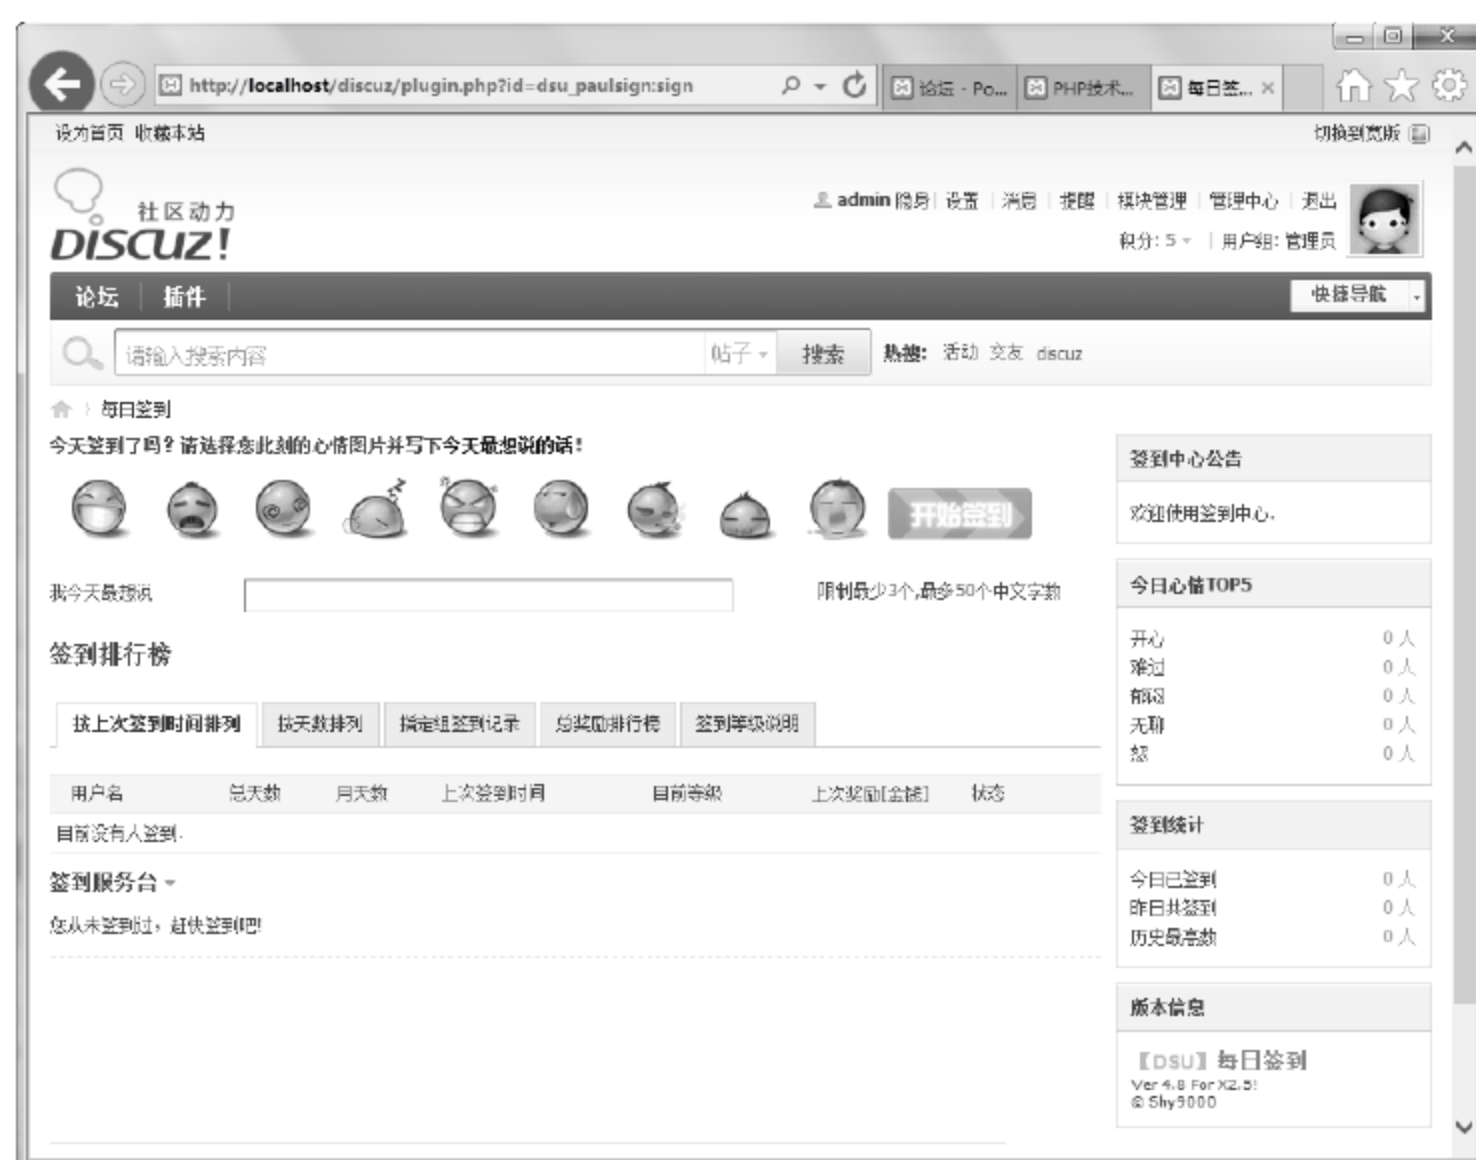 http://localhost/discuz/plugin.php?id=dsu_paulsign:sign
论坛 - Po...
PHP技术...
每日签...
设为首页 收藏本站
切换到宽版
社区动力
DISCUZ!
admin 隐身 设置 消息 提醒 模块管理 管理中心 退出
积分: 5 用户组: 管理员
论坛 插件
快捷导航
请输入搜索内容
帖子
搜索
热搜: 活动 交友 discuz
每日签到
今天签到了吗？请选择您此刻的心情图片并写下今天最想说的话！
开始签到
我今天最想说
限制最少3个,最多50个中文字数
签到排行榜
按上次签到时间排列 按天数排列 指定组签到记录 总奖励排行榜 签到等级说明
用户名 总天数 月天数 上次签到时间 目前等级 上次奖励[金钱] 状态
目前没有人签到.
签到服务台
您从未签到过，赶快签到吧!
签到中心公告
欢迎使用签到中心.
今日心情TOP5
开心 0 人
难过 0 人
郁闷 0 人
无聊 0 人
怒 0 人
签到统计
今日已签到 0 人
昨日共签到 0 人
历史最高数 0 人
版本信息
【DSU】每日签到
Ver 4.8 For X2.5!
© Shy9000